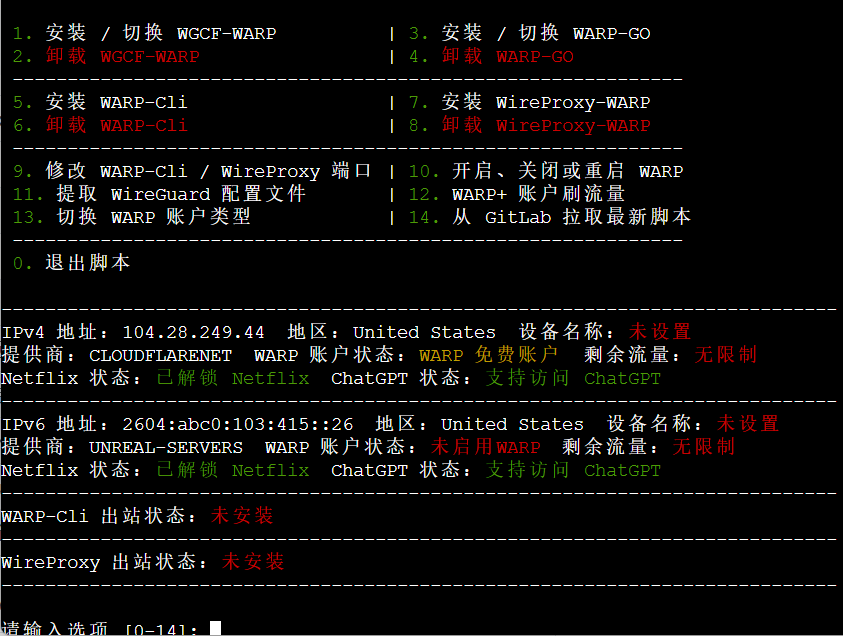 1. 安装 / 切换 WGCF-WARP | 3. 安装 / 切换 WARP-GO
2. 卸载 WGCF-WARP | 4. 卸载 WARP-GO
-------------------------------------------------------------
5. 安装 WARP-Cli | 7. 安装 WireProxy-WARP
6. 卸载 WARP-Cli | 8. 卸载 WireProxy-WARP
-------------------------------------------------------------
9. 修改 WARP-Cli / WireProxy 端口 | 10. 开启、关闭或重启 WARP
11. 提取 WireGuard 配置文件 | 12. WARP+ 账户刷流量
13. 切换 WARP 账户类型 | 14. 从 GitLab 拉取最新脚本
-------------------------------------------------------------
0. 退出脚本
----------------------------------------------------------------------------
IPv4 地址：104.28.249.44 地区：United States 设备名称：未设置
提供商：CLOUDFLARENET WARP 账户状态：WARP 免费账户 剩余流量：无限制
Netflix 状态：已解锁 Netflix ChatGPT 状态：支持访问 ChatGPT
----------------------------------------------------------------------------
IPv6 地址：2604:abc0:103:415::26 地区：United States 设备名称：未设置
提供商：UNREAL-SERVERS WARP 账户状态：未启用WARP 剩余流量：无限制
Netflix 状态：已解锁 Netflix ChatGPT 状态：支持访问 ChatGPT
----------------------------------------------------------------------------
WARP-Cli 出站状态：未安装
----------------------------------------------------------------------------
WireProxy 出站状态：未安装
----------------------------------------------------------------------------
请输入选项 [0-14]: